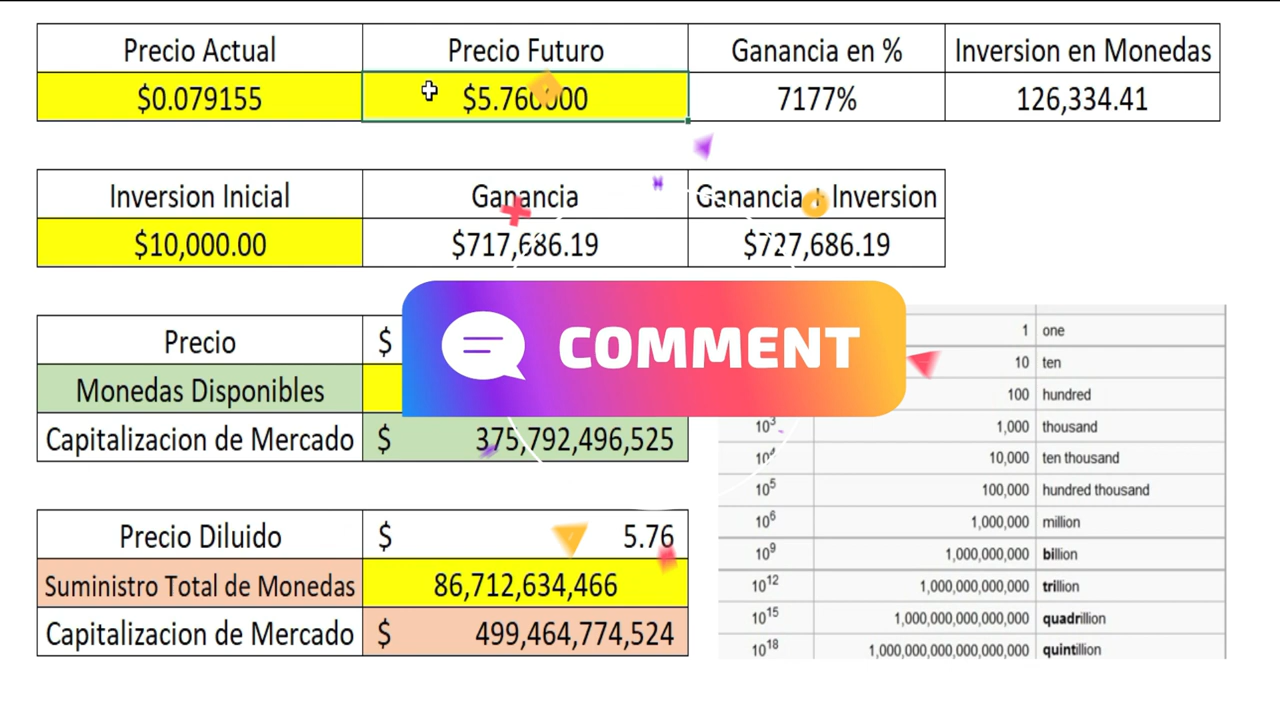 Precio Actual Precio Futuro Ganancia en % Inversion en Monedas
$0.079155 $5.760000 7177% 126,334.41
Inversion Inicial Ganancia Ganancia + Inversion
$10,000.00 $717,686.19 $727,686.19
Precio $
Monedas Disponibles
Capitalizacion de Mercado $ 375,792,496,525
COMMENT
Precio Diluido $ 5.76
Suministro Total de Monedas 86,712,634,466
Capitalizacion de Mercado $ 499,464,774,524
1 one
10 ten
100 hundred
10³ 1,000 thousand
10⁴ 10,000 ten thousand
10⁵ 100,000 hundred thousand
10⁶ 1,000,000 million
10⁹ 1,000,000,000 billion
10¹² 1,000,000,000,000 trillion
10¹⁵ 1,000,000,000,000,000 quadrillion
10¹⁸ 1,000,000,000,000,000,000 quintillion